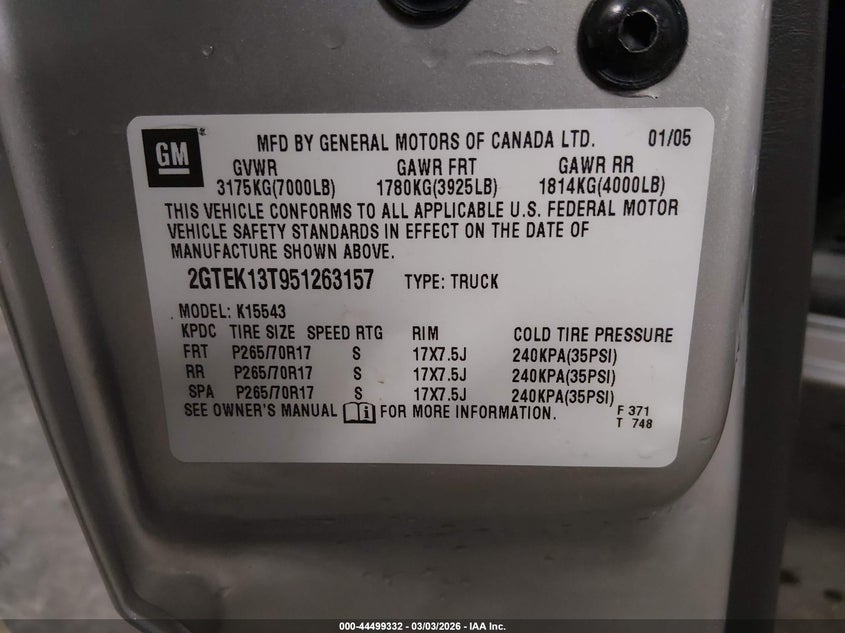 GM
MFD BY GENERAL MOTORS OF CANADA LTD. 01/05
GVWR GAWR FRT GAWR RR
3175KG(7000LB) 1780KG(3925LB) 1814KG(4000LB)
THIS VEHICLE CONFORMS TO ALL APPLICABLE U.S. FEDERAL MOTOR
VEHICLE SAFETY STANDARDS IN EFFECT ON THE DATE OF
MANUFACTURE SHOWN ABOVE.
2GTEK13T951263157 TYPE: TRUCK
MODEL: K15543
KPDC TIRE SIZE SPEED RTG RIM COLD TIRE PRESSURE
FRT P265/70R17 S 17X7.5J 240KPA(35PSI)
RR P265/70R17 S 17X7.5J 240KPA(35PSI)
SPA P265/70R17 S 17X7.5J 240KPA(35PSI)
SEE OWNER'S MANUAL i FOR MORE INFORMATION. F 371
T 748
000-44499332 — 03/03/2026 — IAA Inc.